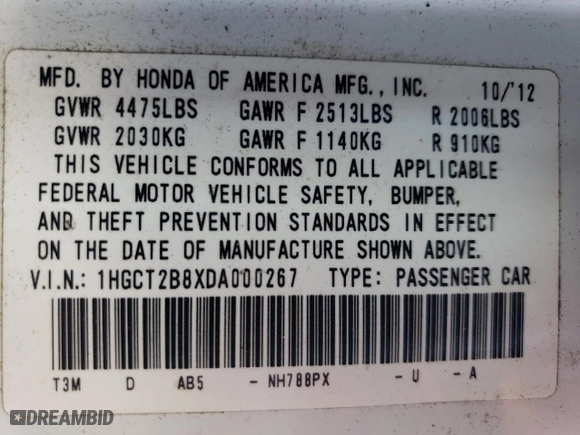 MFD. BY HONDA OF AMERICA MFG., INC. 10/'12
GVWR 4475LBS GAWR F 2513LBS R 2006LBS
GVWR 2030KG GAWR F 1140KG R 910KG
THIS VEHICLE CONFORMS TO ALL APPLICABLE
FEDERAL MOTOR VEHICLE SAFETY, BUMPER,
AND THEFT PREVENTION STANDARDS IN EFFECT
ON THE DATE OF MANUFACTURE SHOWN ABOVE.
V.I.N.: 1HGCT2B8XDA000267 TYPE: PASSENGER CAR
T3M D AB5 - NH788PX - U - A
DREAMBID